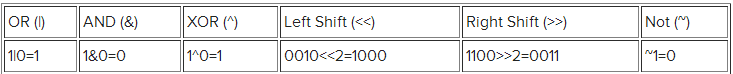 OR (|) AND (&) XOR (^) Left Shift (<<) Right Shift (>>) Not (~)
1|0=1 1&0=0 1^0=1 0010<<2=1000 1100>>2=0011 ~1=0